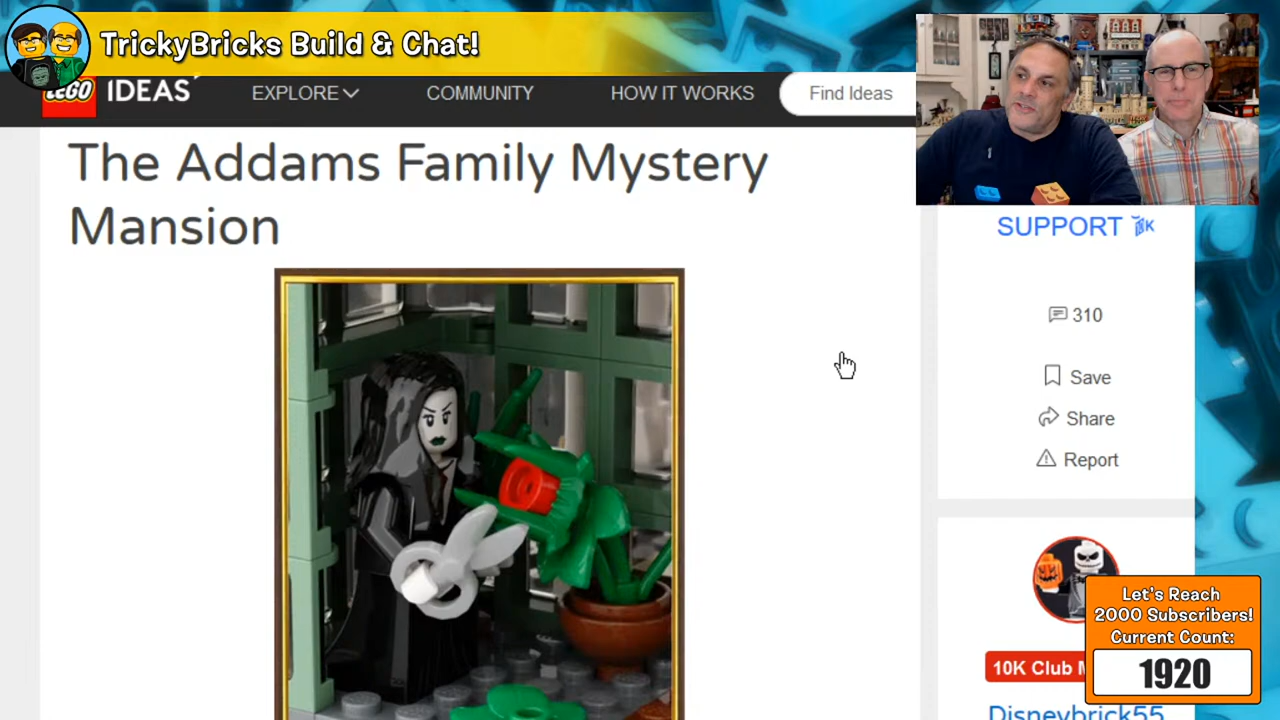 TrickyBricks Build & Chat!
LEGO IDEAS
EXPLORE
COMMUNITY
HOW IT WORKS
Find Ideas
The Addams Family Mystery
Mansion
SUPPORT
310
Save
Share
Report
10K Club M
Disneybrick55
Let's Reach
2000 Subscribers!
Current Count:
1920